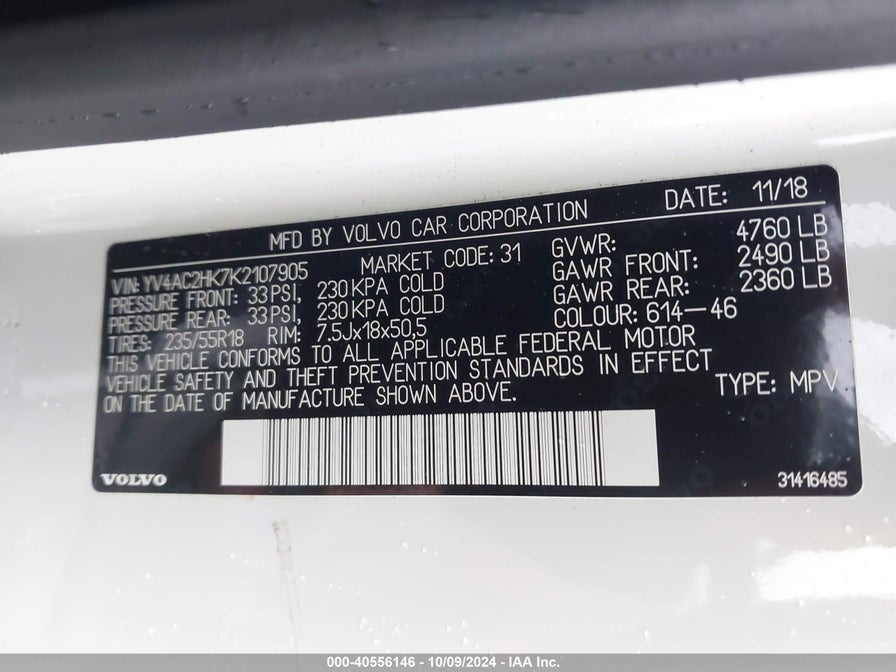 MFD BY VOLVO CAR CORPORATION DATE: 11/18
VIN: YV4AC2HK7K2107905 MARKET CODE: 31 GVWR: 4760 LB
PRESSURE FRONT: 33PSI, 230 KPA COLD GAWR FRONT: 2490 LB
PRESSURE REAR: 33PSI, 230 KPA COLD GAWR REAR: 2360 LB
TIRES: 235/55R18 RIM: 7.5Jx18x50,5 COLOUR: 614-46
THIS VEHICLE CONFORMS TO ALL APPLICABLE FEDERAL MOTOR
VEHICLE SAFETY AND THEFT PREVENTION STANDARDS IN EFFECT
ON THE DATE OF MANUFACTURE SHOWN ABOVE. TYPE: MPV
VOLVO 31416485
000-40556146 - 10/09/2024 - IAA Inc.